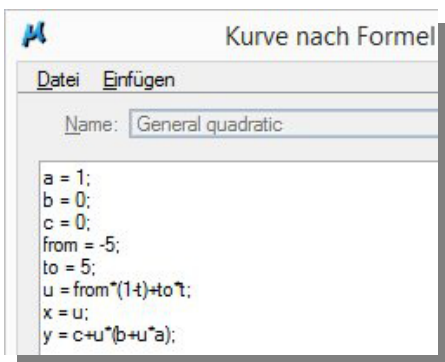 µ Kurve nach Formel
Datei Einfügen
Name: General quadratic
a = 1;
b = 0;
c = 0;
from = -5;
to = 5;
u = from*(1-t)+to*t;
x = u;
y = c+u*(b+u*a);